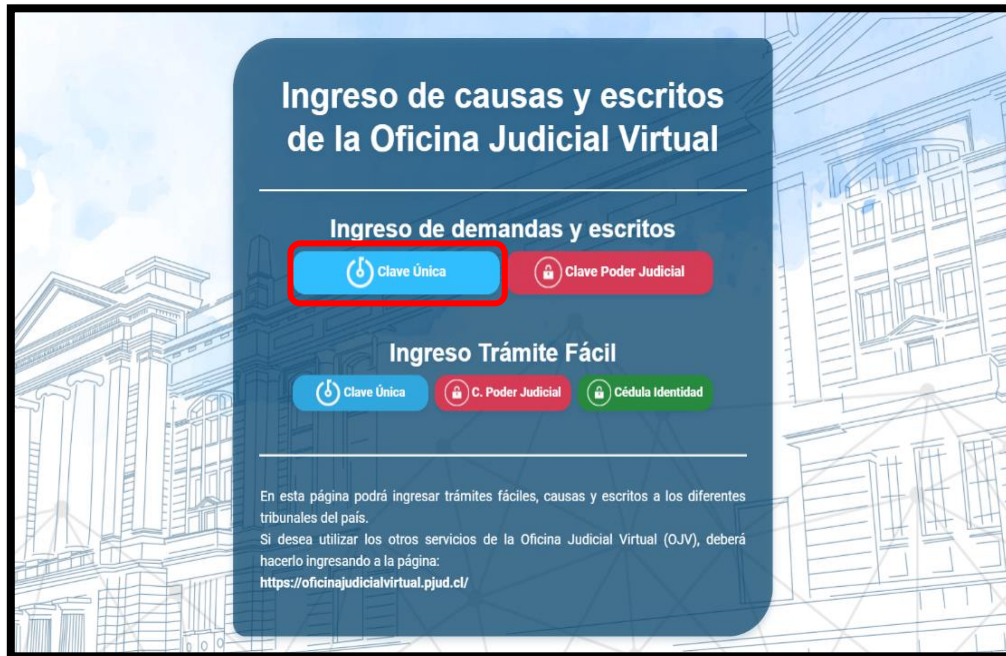 Ingreso de causas y escritos
de la Oficina Judicial Virtual
Ingreso de demandas y escritos
Clave Única
Clave Poder Judicial
Ingreso Trámite Fácil
Clave Única
C. Poder Judicial
Cédula Identidad
En esta página podrá ingresar trámites fáciles, causas y escritos a los diferentes
tribunales del país.
Si desea utilizar los otros servicios de la Oficina Judicial Virtual (OJV), deberá
hacerlo ingresando a la página:
https://oficinajudicialvirtual.pjud.cl/